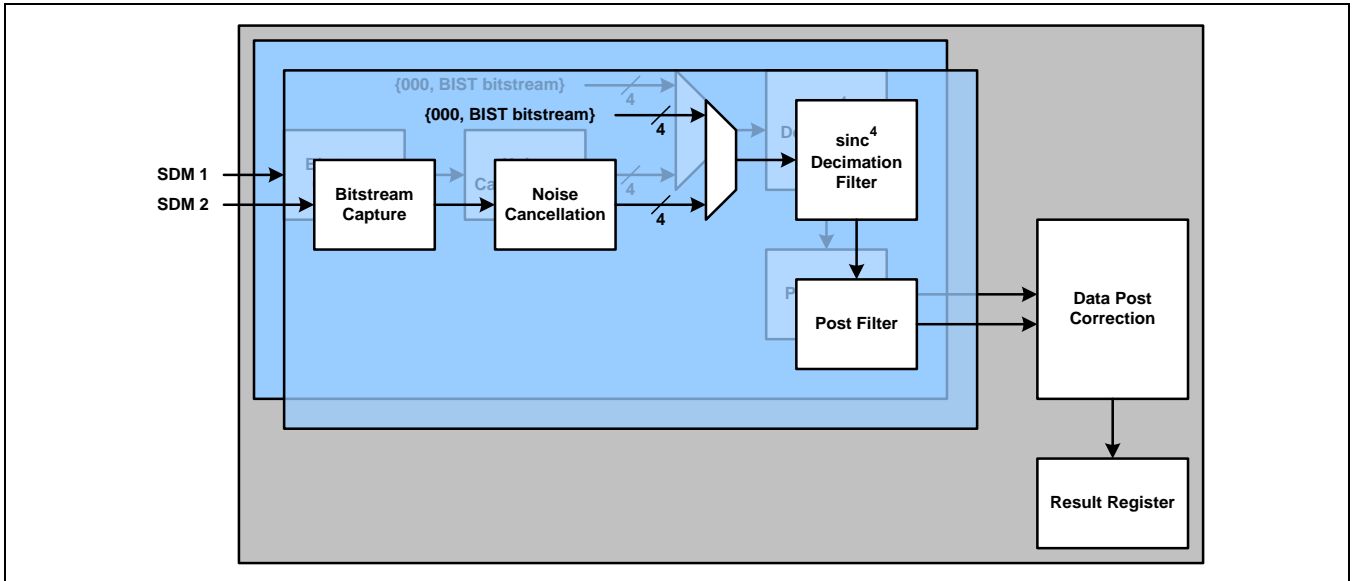 {000, BIST bitstream}
4
{000, BIST bitstream}
4
sinc4
Decimation
Filter
SDM 1
SDM 2
Bitstream
Capture
Noise
Cancellation
4
4
Post Filter
Data Post
Correction
Result Register